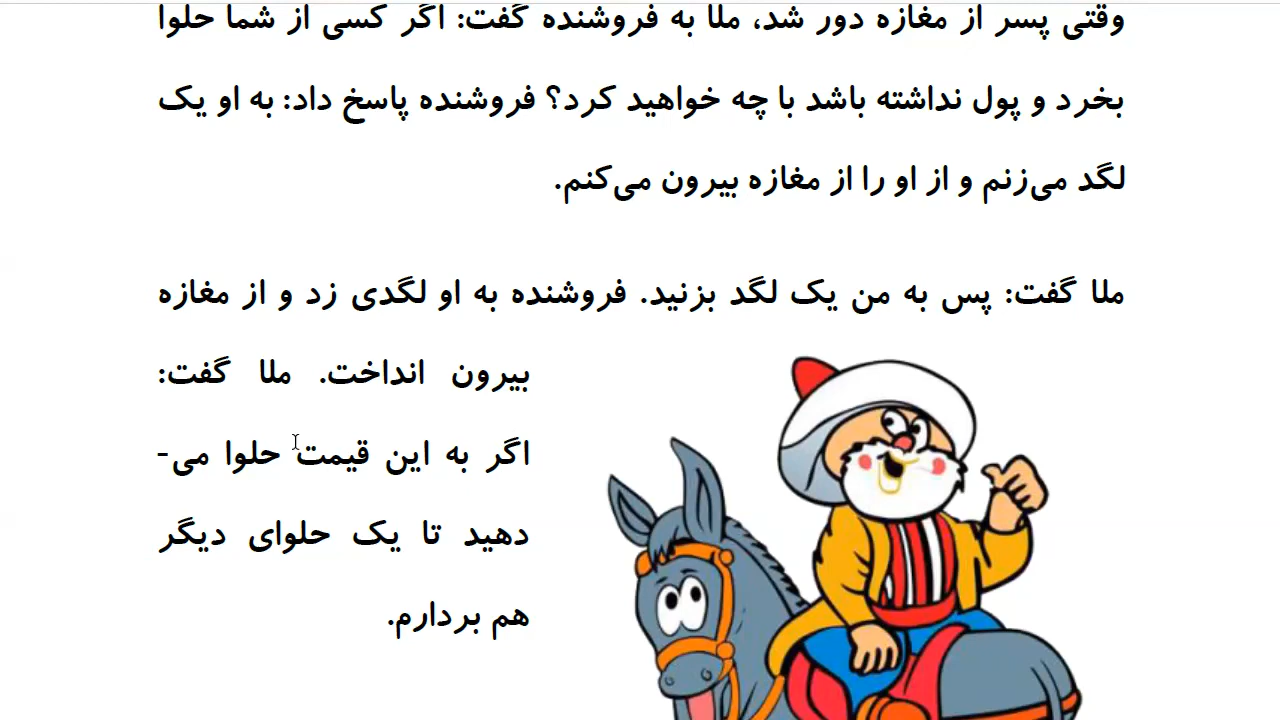 وقتی پسر از مغازه دور شد، ملا به فروشنده گفت: اگر کسی از شما حلوا
بخرد و پول نداشته باشد با چه خواهید کرد؟ فروشنده پاسخ داد: به او یک
لگد می‌زنم و از او را از مغازه بیرون می‌کنم.
ملا گفت: پس به من یک لگد بزنید. فروشنده به او لگدی زد و از مغازه
بیرون انداخت. ملا گفت:
اگر به این قیمت حلوا می-
دهید تا یک حلوای دیگر
هم بردارم.